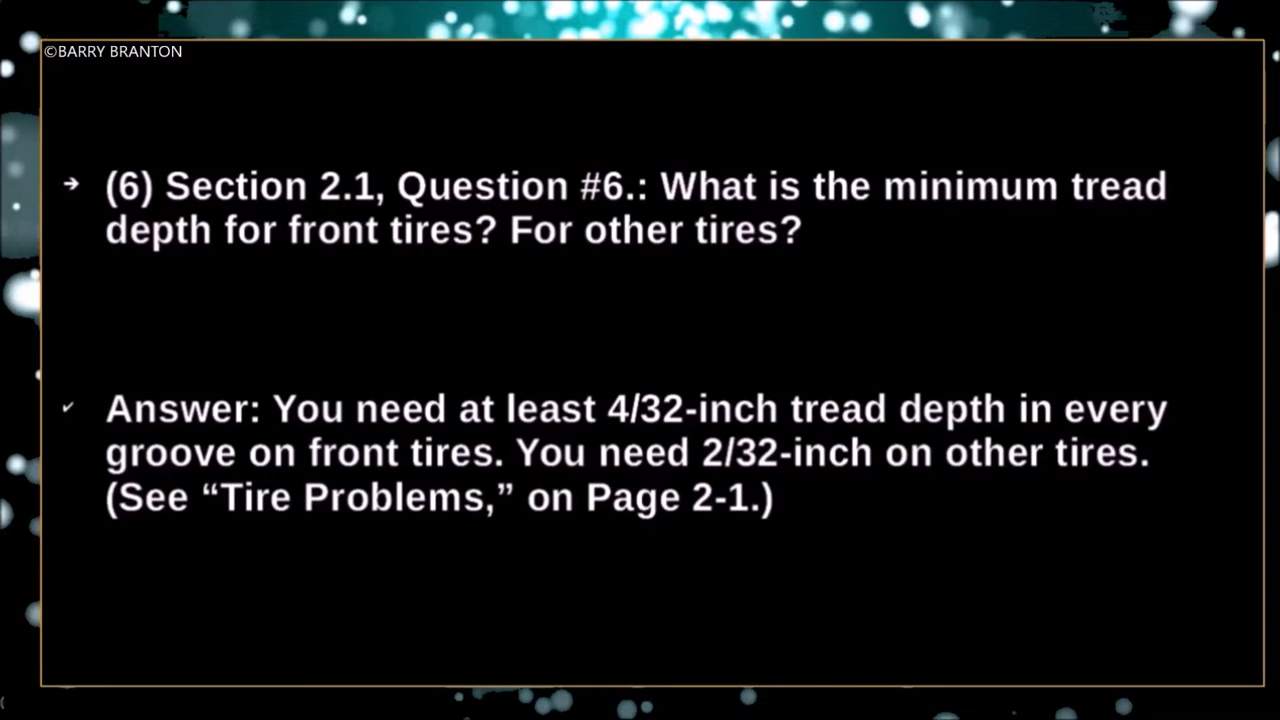 ©BARRY BRANTON
➔ (6) Section 2.1, Question #6.: What is the minimum tread
depth for front tires? For other tires?
✔ Answer: You need at least 4/32-inch tread depth in every
groove on front tires. You need 2/32-inch on other tires.
(See “Tire Problems,” on Page 2-1.)